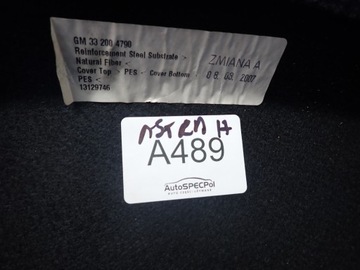 GM 33 200 4790
Reinforcement Steel Substrate >
Natural Fiber <
Cover Top > PES - Cover Bottom
PES <
13129746
ZMIANA A
08.09.2007
ASTRA H
A489
AutoSPECPol